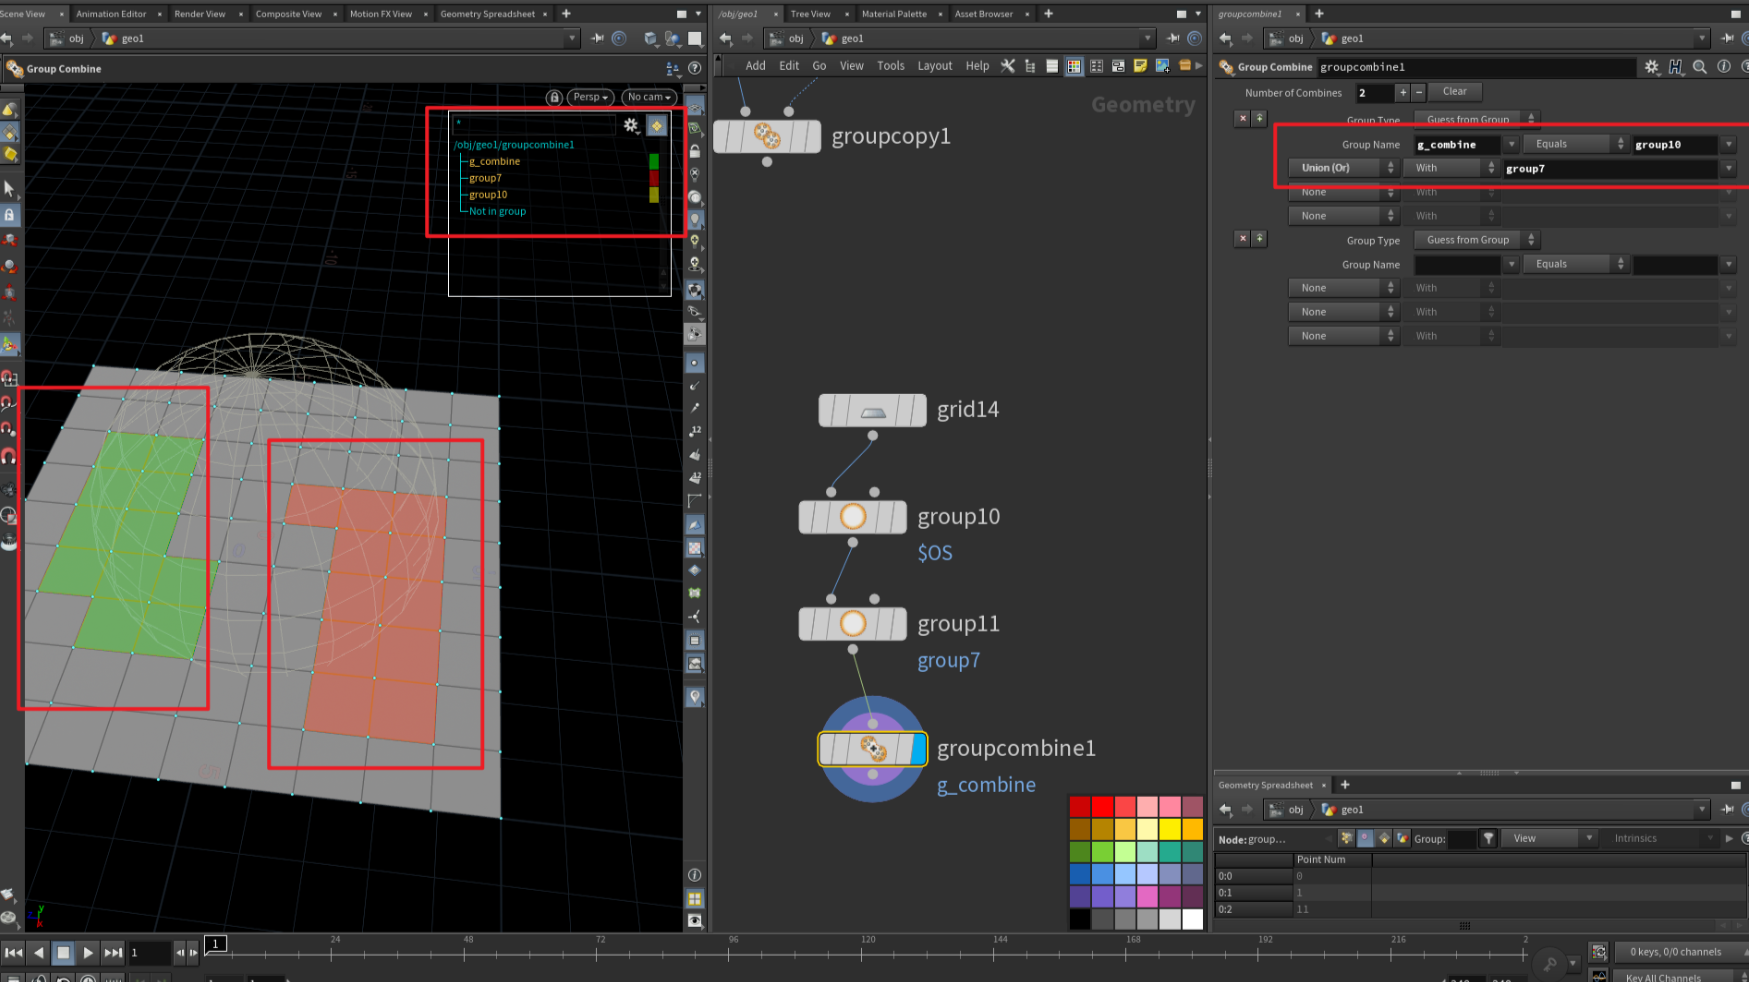 Scene View
Animation Editor
Render View
Composite View
Motion FX View
Geometry Spreadsheet
obj
geo1
Group Combine
Persp
No cam
*
/obj/geo1/groupcombine1
g_combine
group7
group10
Not in group
/obj/geo1
Tree View
Material Palette
Asset Browser
obj
geo1
Add Edit Go View Tools Layout Help
Geometry
groupcopy1
grid14
group10
$OS
group11
group7
groupcombine1
g_combine
groupcombine1
obj
geo1
Group Combine groupcombine1
Number of Combines 2 + − Clear
Group Type Guess from Group
Group Name g_combine Equals group10
Union (Or) With group7
None With
None With
Group Type Guess from Group
Group Name Equals
None With
None With
None With
Geometry Spreadsheet
obj
geo1
Node: group... Group: View Intrinsics
Point Num
0:0 0
0:1 1
0:2 11
12
1
1
24 48 72 96 120 144 168 192 216 2
0 keys, 0/0 channels
Key All Channels